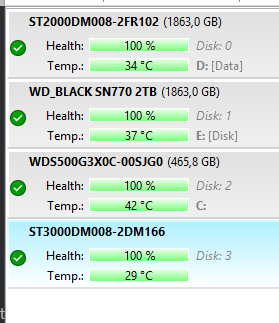 ST2000DM008-2FR102 (1863,0 GB)
Health: 100 % Disk: 0
Temp.: 34 °C D: [Data]
WD_BLACK SN770 2TB (1863,0 GB)
Health: 100 % Disk: 1
Temp.: 37 °C E: [Disk]
WDS500G3X0C-00SJG0 (465,8 GB)
Health: 100 % Disk: 2
Temp.: 42 °C C:
ST3000DM008-2DM166
Health: 100 % Disk: 3
Temp.: 29 °C